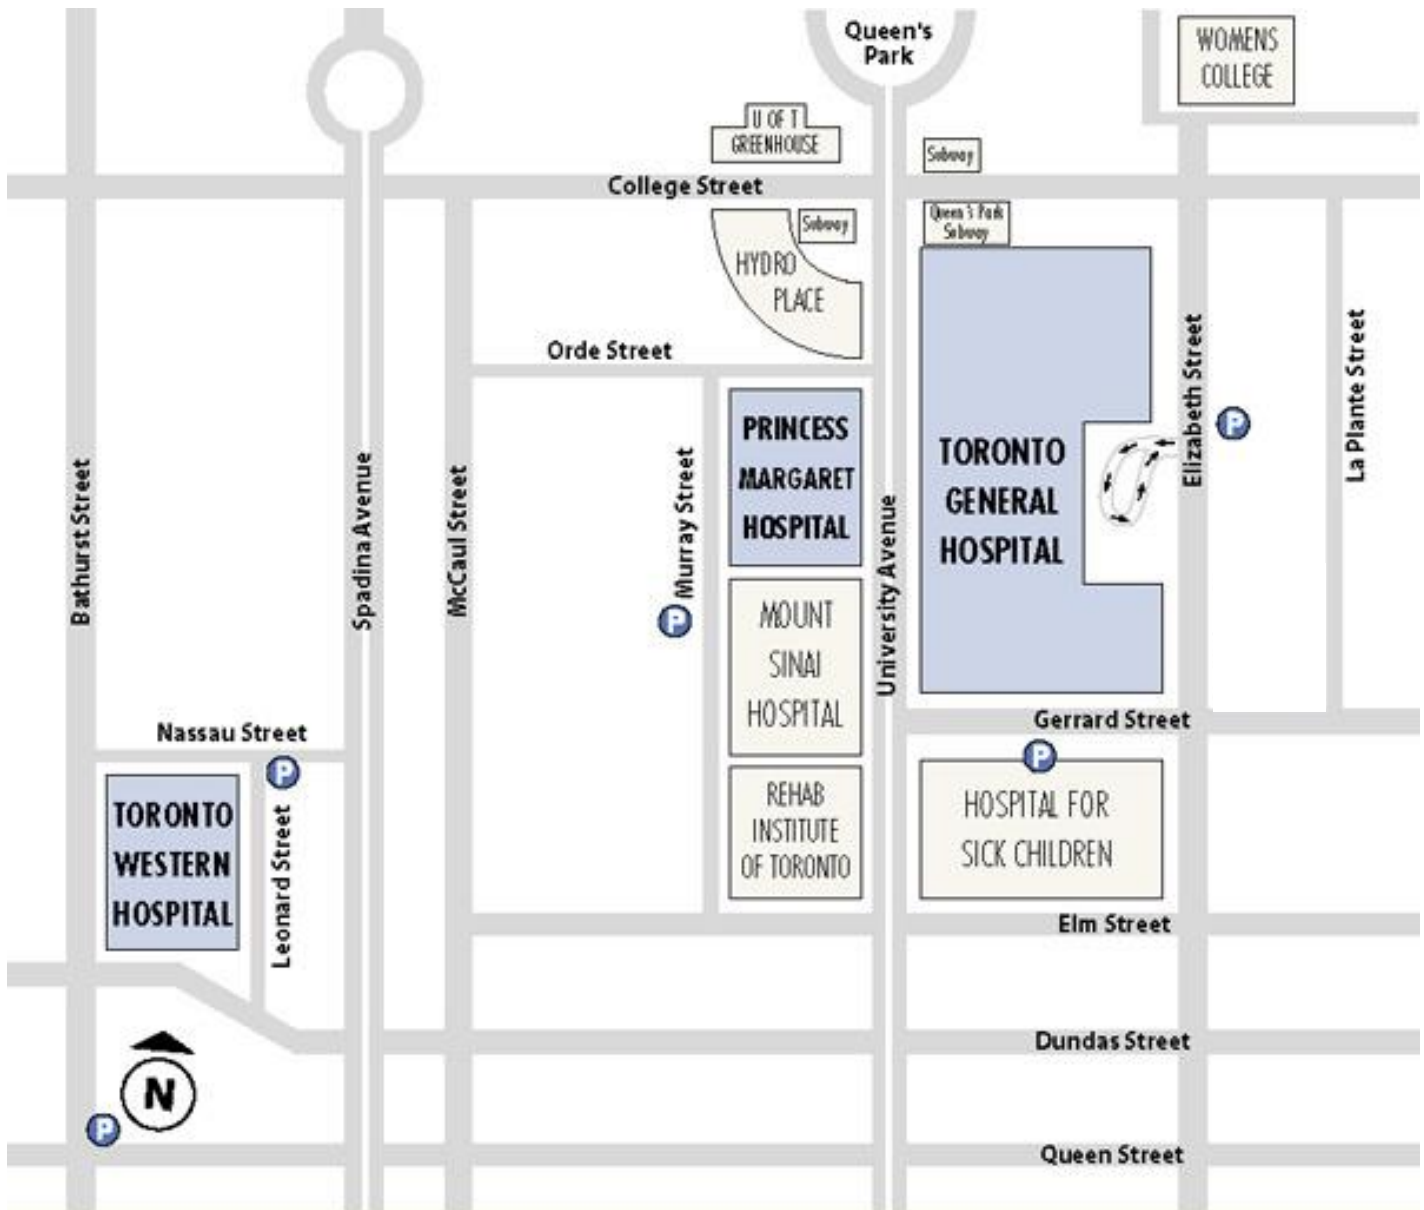 Queen's
Park
WOMENS
COLLEGE
U OF T
GREENHOUSE
Subway
College Street
Subway
Queen's Park
Subway
HYDRO
PLACE
Orde Street
PRINCESS
MARGARET
HOSPITAL
TORONTO
GENERAL
HOSPITAL
Elizabeth Street
P
La Plante Street
Bathurst Street
Spadina Avenue
McCaul Street
Murray Street
P
University Avenue
MOUNT
SINAI
HOSPITAL
Gerrard Street
P
Nassau Street
P
TORONTO
WESTERN
HOSPITAL
Leonard Street
REHAB
INSTITUTE
OF TORONTO
HOSPITAL FOR
SICK CHILDREN
Elm Street
Dundas Street
N
P
Queen Street